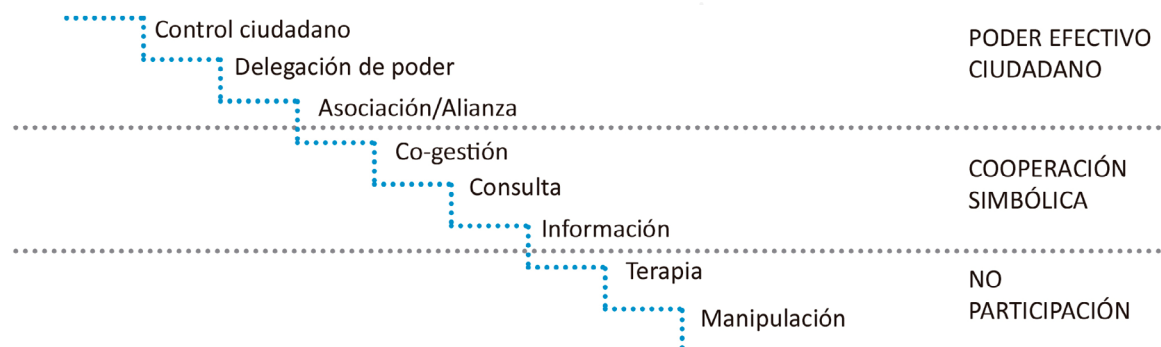 Control ciudadano
Delegación de poder
Asociación/Alianza
PODER EFECTIVO
CIUDADANO
Co-gestión
Consulta
Información
COOPERACIÓN
SIMBÓLICA
Terapia
Manipulación
NO
PARTICIPACIÓN